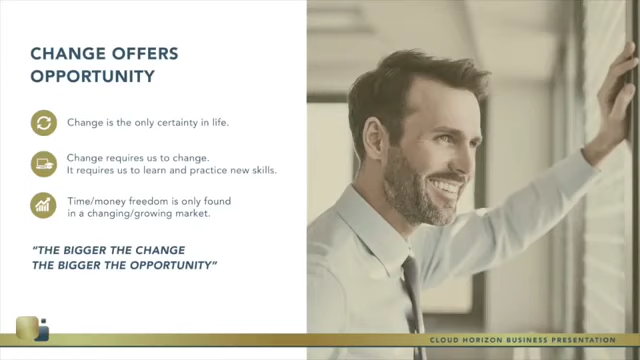 CHANGE OFFERS
OPPORTUNITY
Change is the only certainty in life.
Change requires us to change.
It requires us to learn and practice new skills.
Time/money freedom is only found
in a changing/growing market.
“THE BIGGER THE CHANGE
THE BIGGER THE OPPORTUNITY”
CLOUD HORIZON BUSINESS PRESENTATION